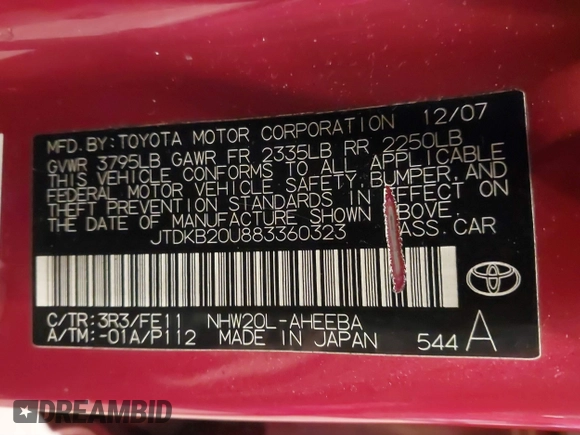 MFD.BY:TOYOTA MOTOR CORPORATION 12/07
GVWR 3795LB GAWR FR 2335LB RR 2250LB
THIS VEHICLE CONFORMS TO ALL APPLICABLE
FEDERAL MOTOR VEHICLE SAFETY, BUMPER, AND
THEFT PREVENTION STANDARDS IN EFFECT ON
THE DATE OF MANUFACTURE SHOWN ABOVE.
JTDKB20U883360323 PASS.CAR
C/TR:3R3/FE11 NHW20L-AHEEBA
A/TM:-01A/P112 MADE IN JAPAN 544 A
TOYOTA
DREAMBID